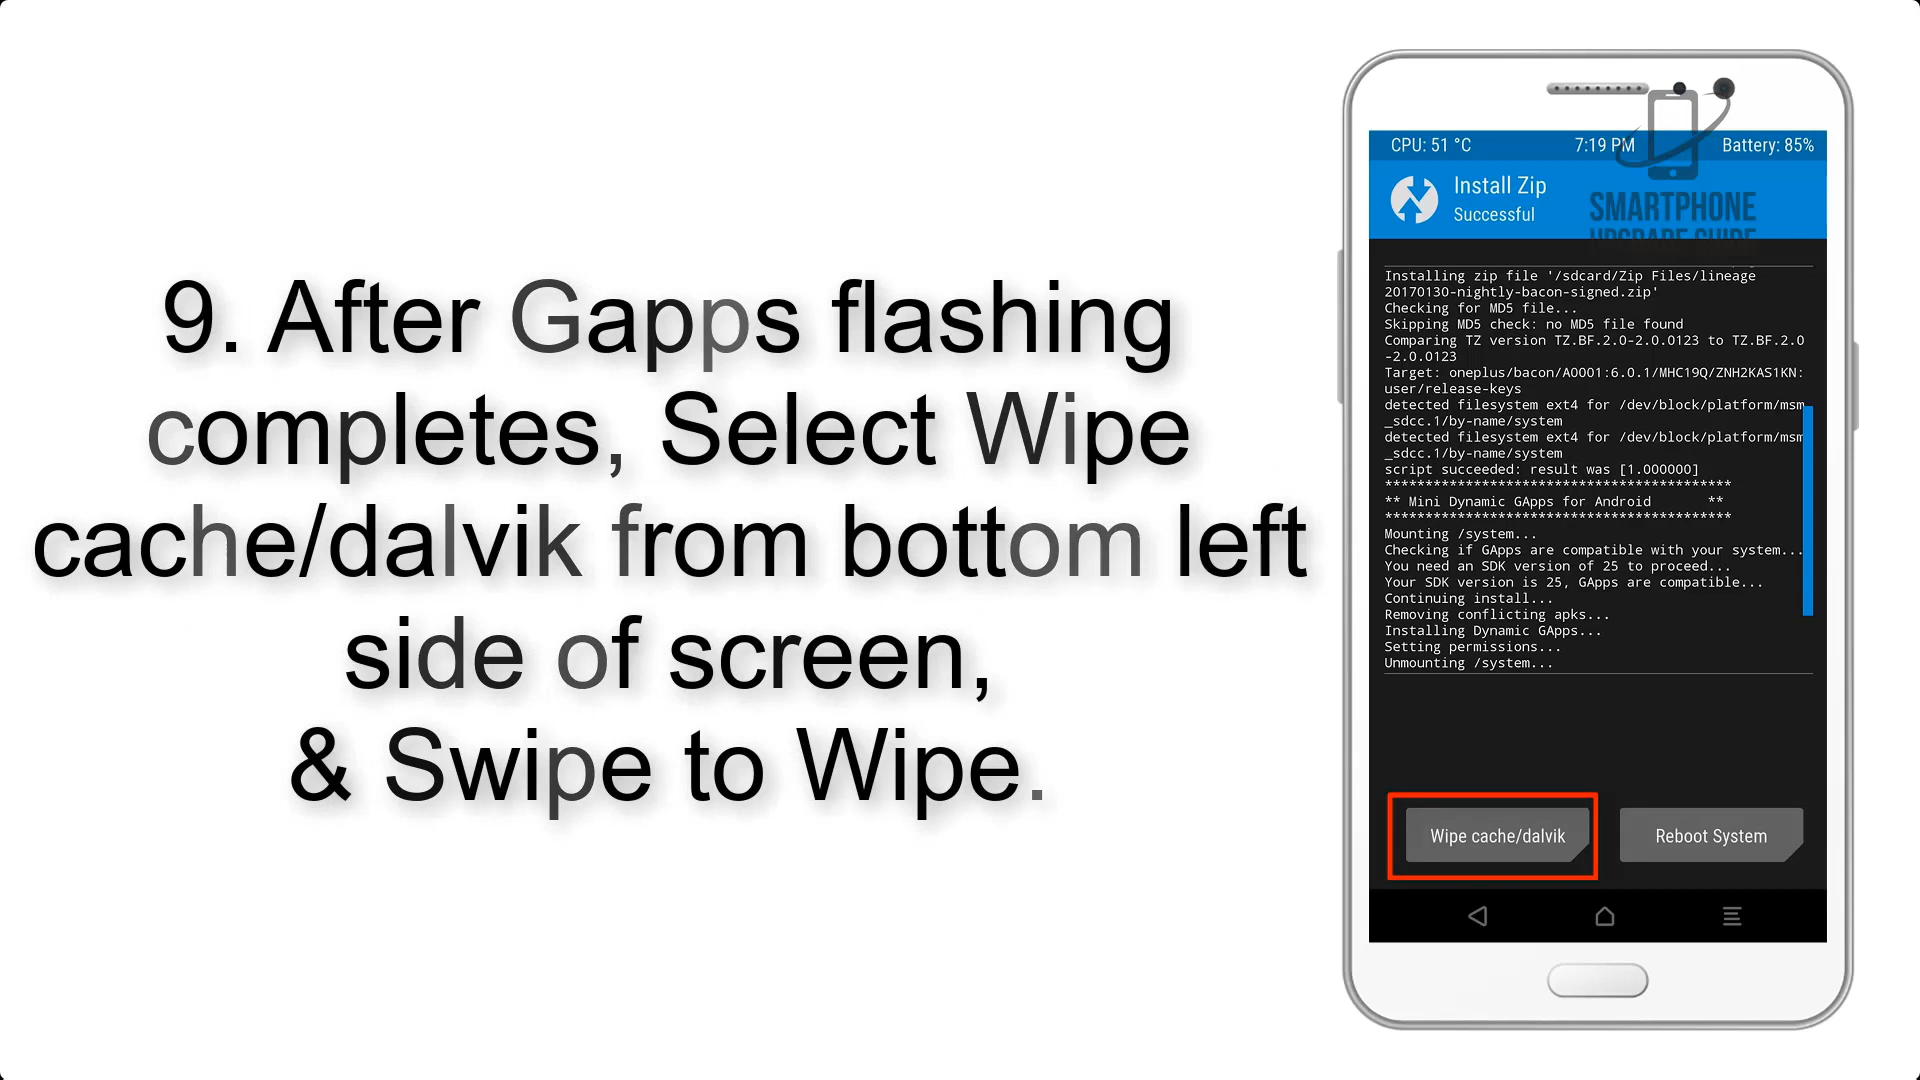 9. After Gapps flashing
completes, Select Wipe
cache/dalvik from bottom left
side of screen,
& Swipe to Wipe.
CPU: 51 °C 7:19 PM Battery: 85%
Install Zip
Successful
SMARTPHONE
UPGRADE GUIDE
Installing zip file '/sdcard/Zip Files/lineage
20170130-nightly-bacon-signed.zip'
Checking for MD5 file...
Skipping MD5 check: no MD5 file found
Comparing TZ version TZ.BF.2.0-2.0.0123 to TZ.BF.2.0
-2.0.0123
Target: oneplus/bacon/A0001:6.0.1/MHC19Q/ZNH2KAS1KN:
user/release-keys
detected filesystem ext4 for /dev/block/platform/msm
_sdcc.1/by-name/system
detected filesystem ext4 for /dev/block/platform/msm
_sdcc.1/by-name/system
script succeeded: result was [1.000000]
*******************************************
** Mini Dynamic GApps for Android **
*******************************************
Mounting /system...
Checking if GApps are compatible with your system...
You need an SDK version of 25 to proceed...
Your SDK version is 25, GApps are compatible...
Continuing install...
Removing conflicting apks...
Installing Dynamic GApps...
Setting permissions...
Unmounting /system...
Wipe cache/dalvik Reboot System